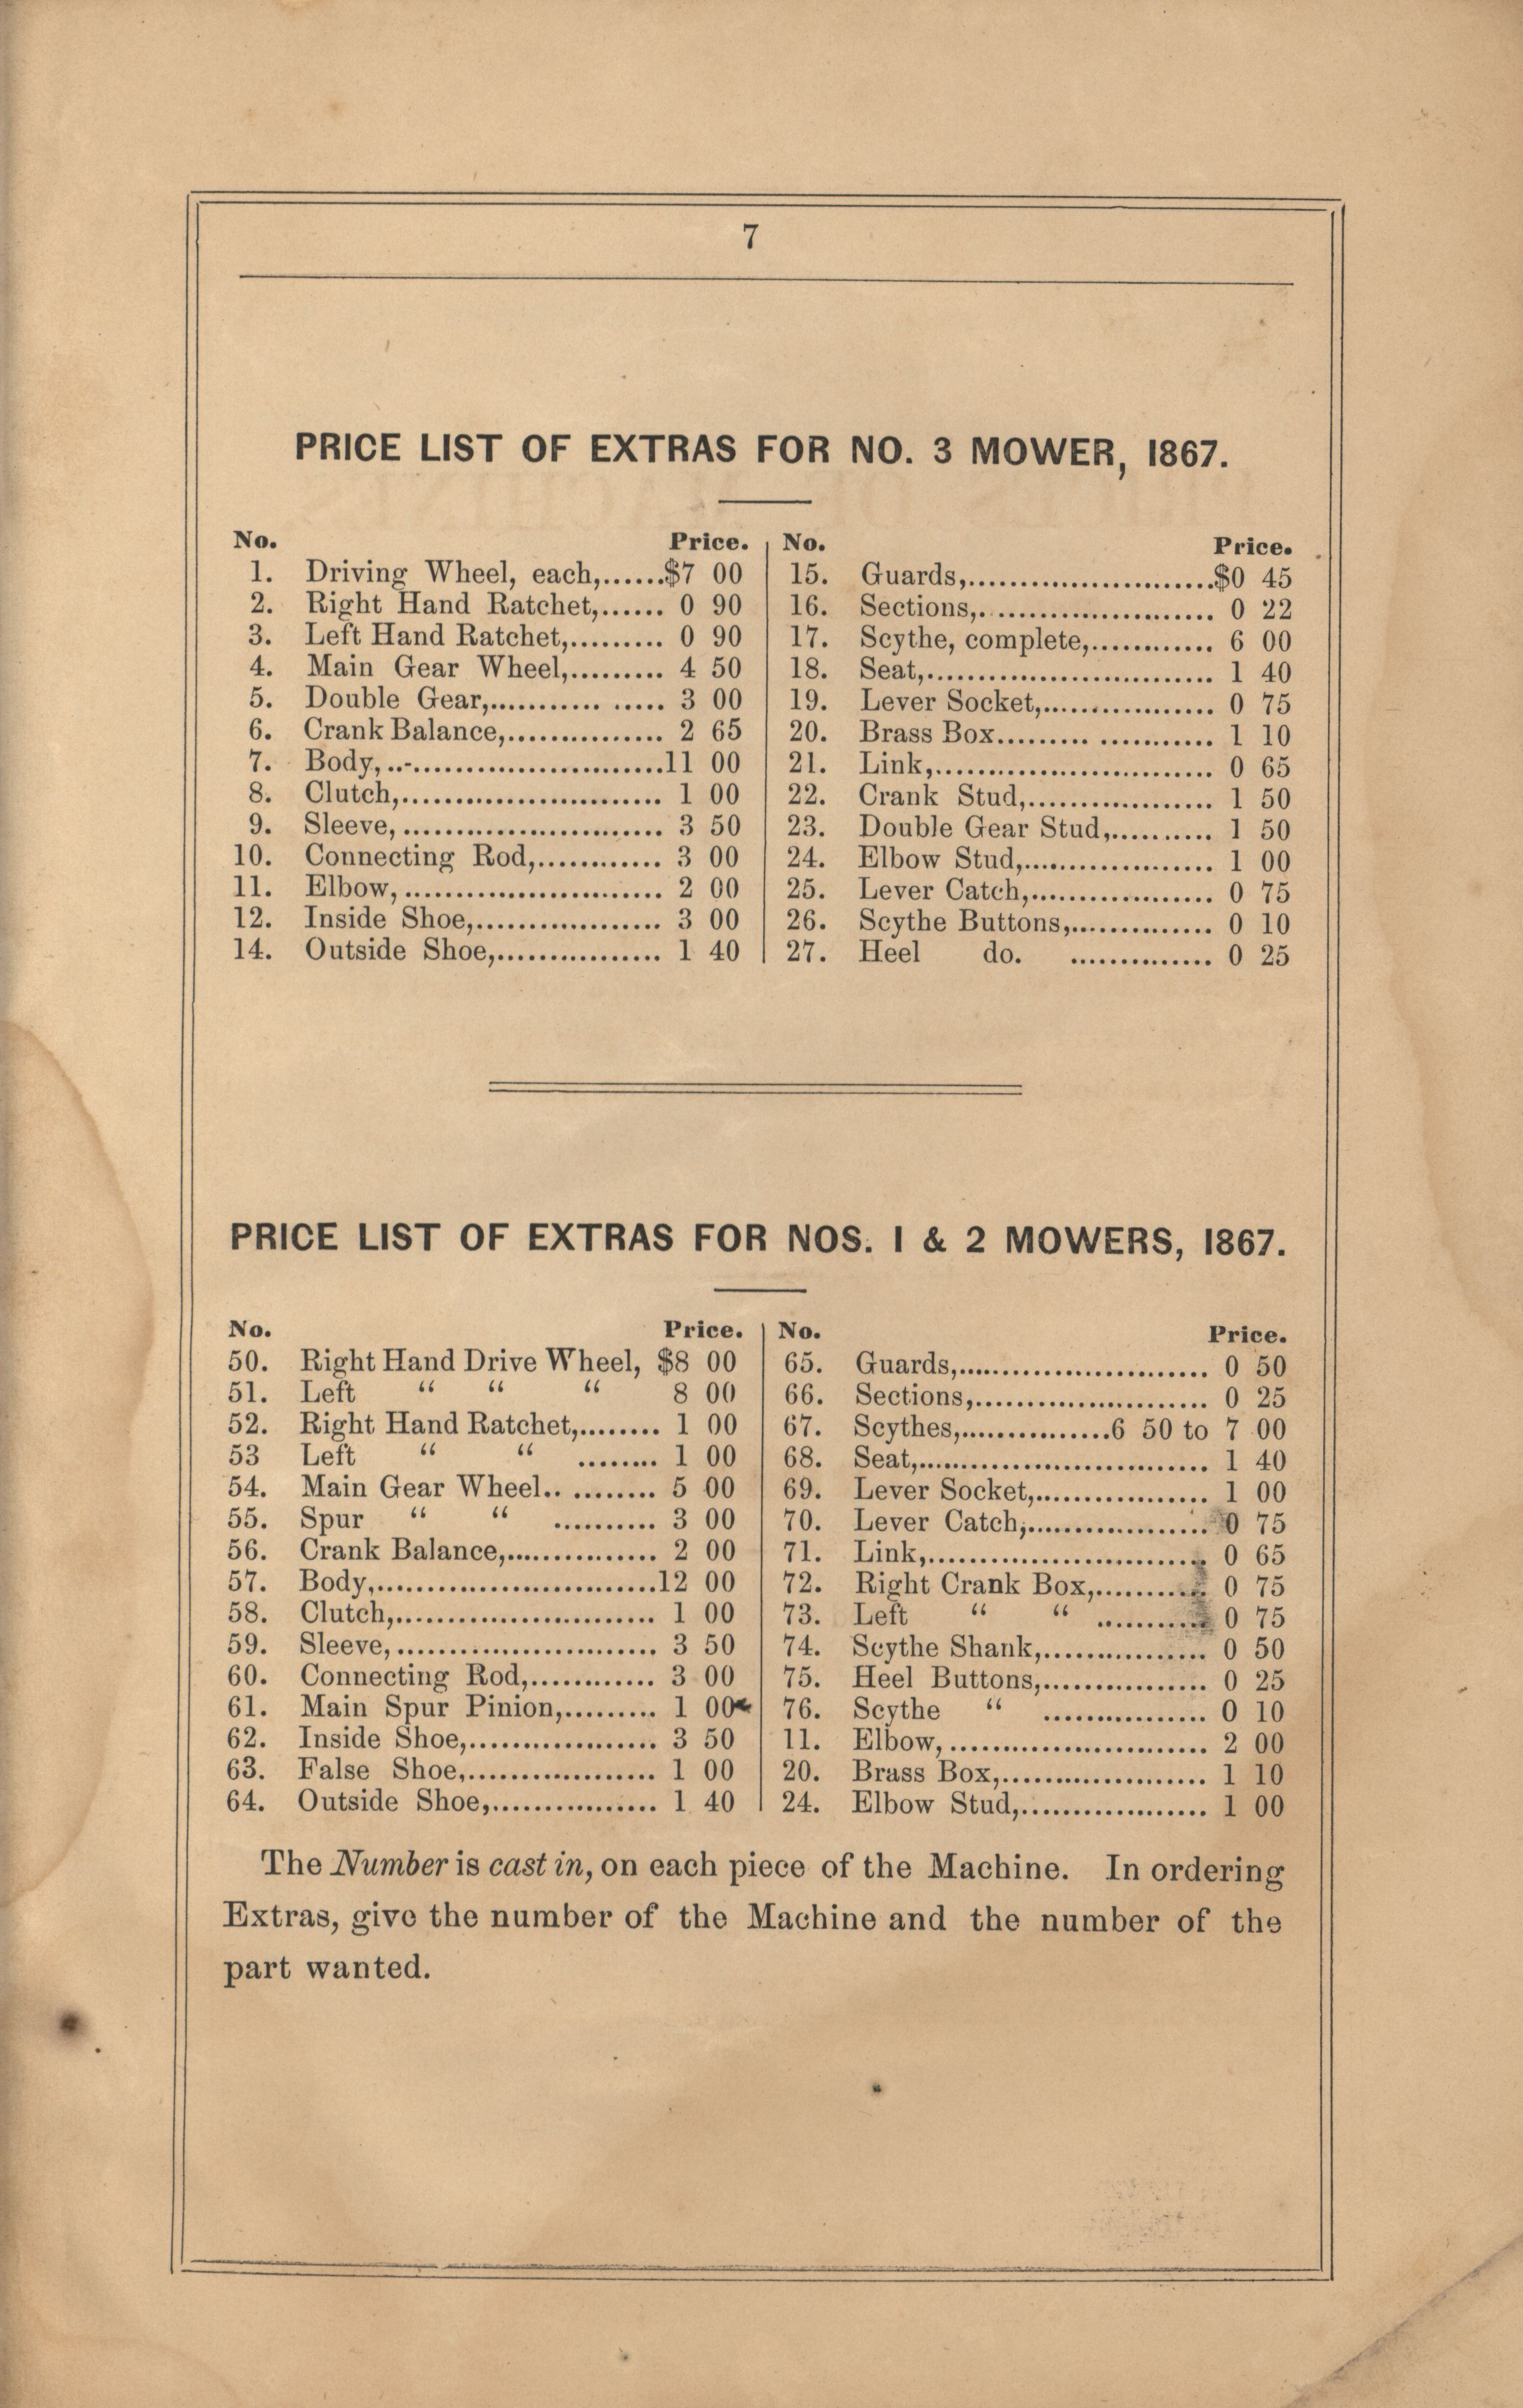 7
PRICE LIST OF EXTRAS FOR NO. 3 MOWER, 1867.
No. Price.
1. Driving Wheel, each,......$7 00
2. Right Hand Ratchet,...... 0 90
3. Left Hand Ratchet,......... 0 90
4. Main Gear Wheel,......... 4 50
5. Double Gear,........... ..... 3 00
6. Crank Balance,............... 2 65
7. Body,..-........................11 00
8. Clutch,......................... 1 00
9. Sleeve,......................... 3 50
10. Connecting Rod,............ 3 00
11. Elbow,......................... 2 00
12. Inside Shoe,.................. 3 00
14. Outside Shoe,................ 1 40
No. Price.
15. Guards,........................$0 45
16. Sections,....................... 0 22
17. Scythe, complete,............ 6 00
18. Seat,............................ 1 40
19. Lever Socket,................. 0 75
20. Brass Box......... ........... 1 10
21. Link,........................... 0 65
22. Crank Stud,.................. 1 50
23. Double Gear Stud,.......... 1 50
24. Elbow Stud,.................. 1 00
25. Lever Catch,.................. 0 75
26. Scythe Buttons,.............. 0 10
27. Heel do. .............. 0 25
PRICE LIST OF EXTRAS FOR NOS. 1 & 2 MOWERS, 1867.
No. Price.
50. Right Hand Drive Wheel, $8 00
51. Left “ “ “ 8 00
52. Right Hand Ratchet,........ 1 00
53 Left “ “ ........ 1 00
54. Main Gear Wheel.. ........ 5 00
55. Spur “ “ .......... 3 00
56. Crank Balance,............... 2 00
57. Body,...........................12 00
58. Clutch,......................... 1 00
59. Sleeve,......................... 3 50
60. Connecting Rod,............ 3 00
61. Main Spur Pinion,......... 1 00
62. Inside Shoe,.................. 3 50
63. False Shoe,.................. 1 00
64. Outside Shoe,................ 1 40
No. Price.
65. Guards,........................ 0 50
66. Sections,...................... 0 25
67. Scythes,...............6 50 to 7 00
68. Seat,............................ 1 40
69. Lever Socket,................. 1 00
70. Lever Catch,.................. 0 75
71. Link,........................... 0 65
72. Right Crank Box,........... 0 75
73. Left “ “ ........... 0 75
74. Scythe Shank,................ 0 50
75. Heel Buttons,................ 0 25
76. Scythe “ ................ 0 10
11. Elbow,......................... 2 00
20. Brass Box,.................... 1 10
24. Elbow Stud,.................. 1 00
The Number is cast in, on each piece of the Machine. In ordering
Extras, give the number of the Machine and the number of the
part wanted.